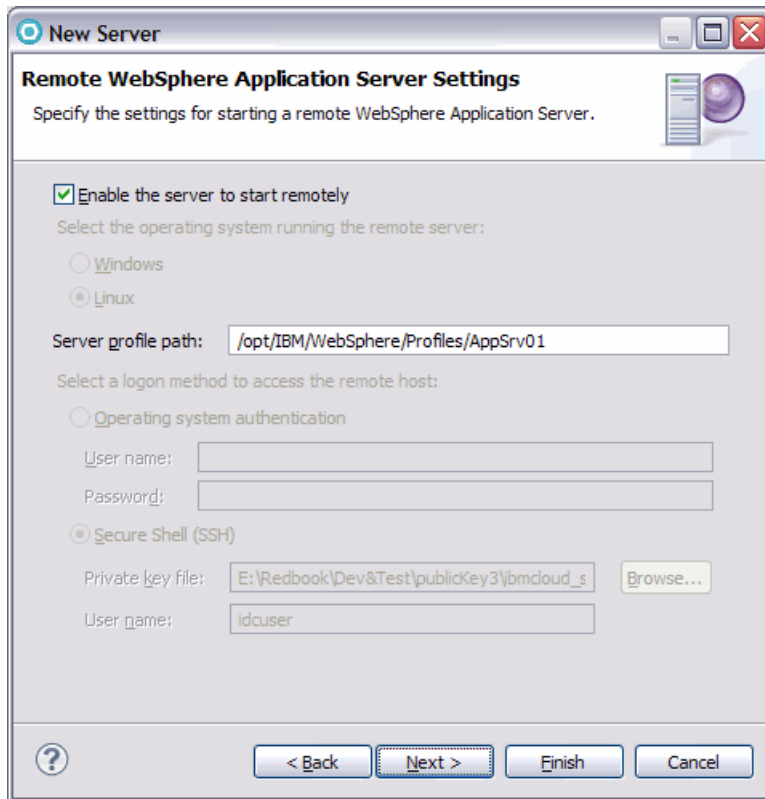 New Server
Remote WebSphere Application Server Settings
Specify the settings for starting a remote WebSphere Application Server.
Enable the server to start remotely
Select the operating system running the remote server:
Windows
Linux
Server profile path: /opt/IBM/WebSphere/Profiles/AppSrv01
Select a logon method to access the remote host:
Operating system authentication
User name:
Password:
Secure Shell (SSH)
Private key file: E:\Redbook\Dev&Test\publicKey3\ibmcloud_s Browse...
User name: idcuser
? < Back Next > Finish Cancel